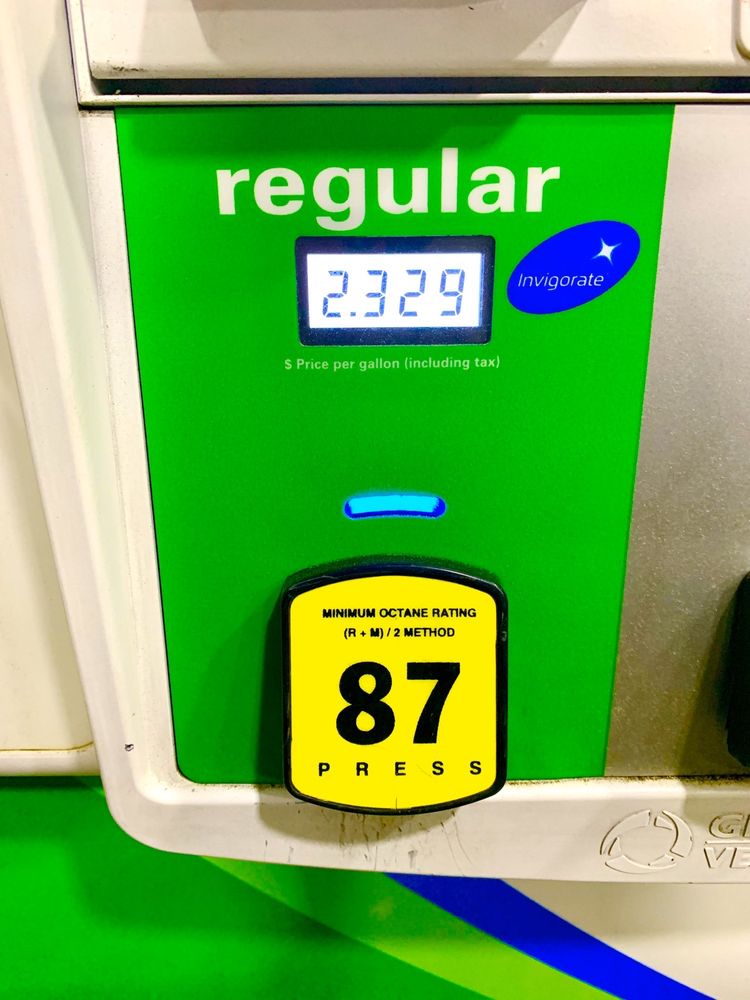 regular
2.329
Invigorate
$ Price per gallon (including tax)
MINIMUM OCTANE RATING
(R + M) / 2 METHOD
87
PRESS